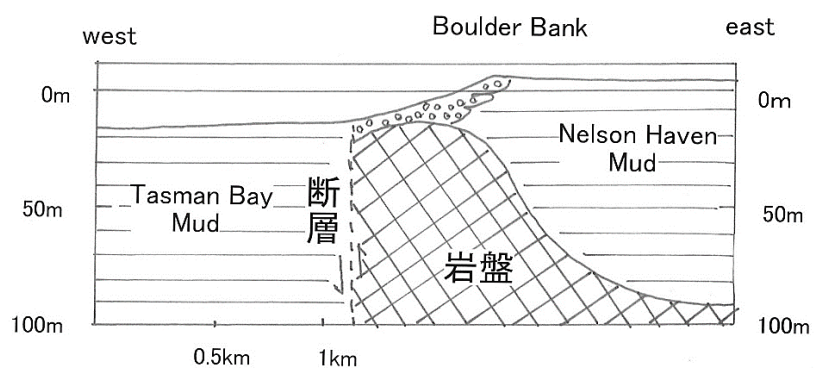 west
Boulder Bank
east
0m
0m
Nelson Haven
Mud
Tasman Bay
Mud
断層
50m
50m
岩盤
100m
100m
0.5km
1km